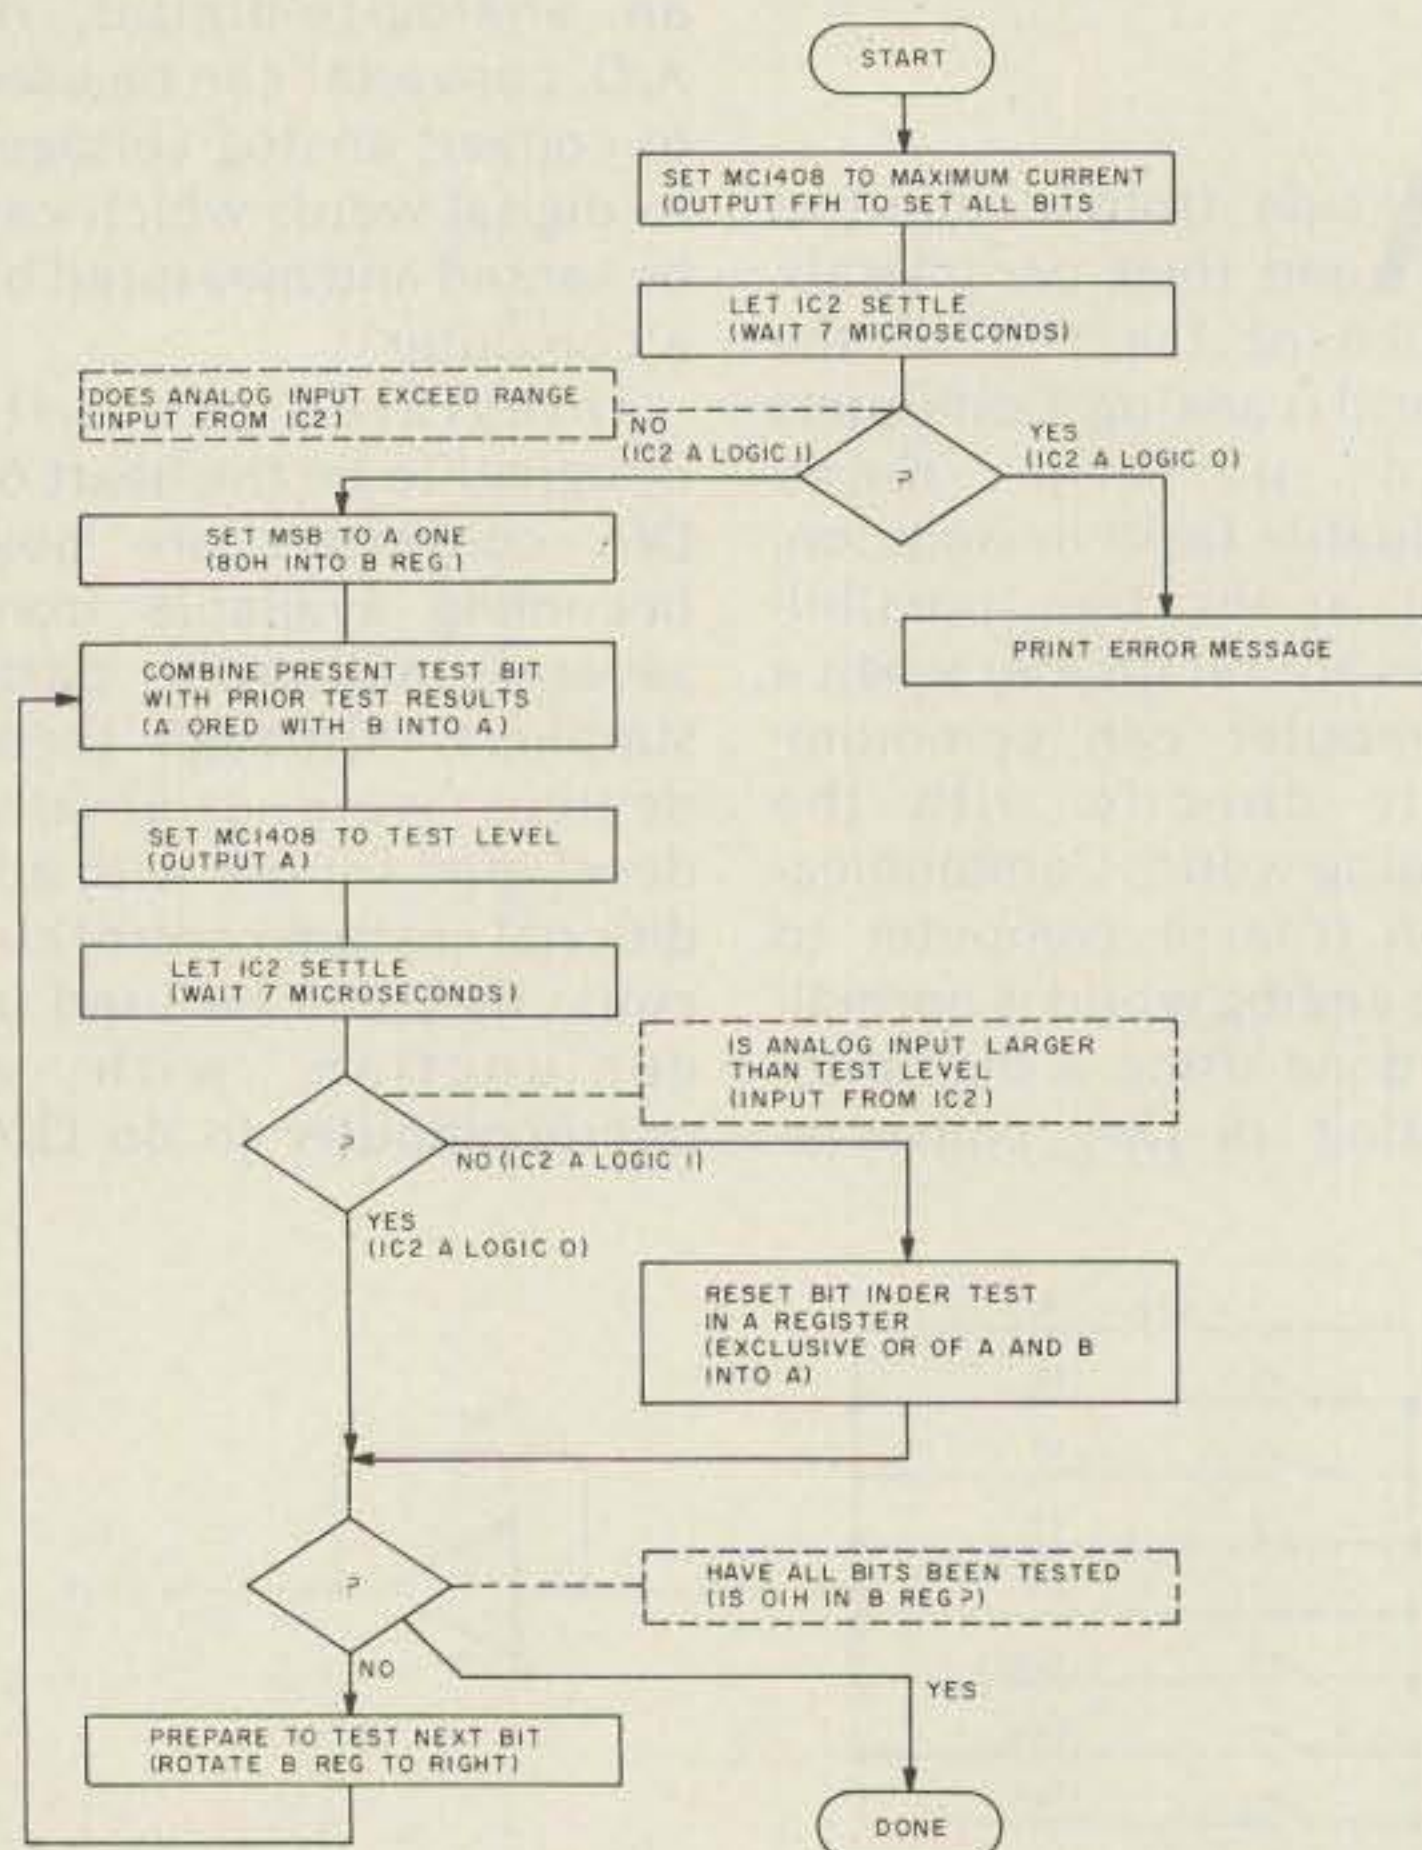 START
SET MC1408 TO MAXIMUM CURRENT
(OUTPUT FFH TO SET ALL BITS
LET IC2 SETTLE
(WAIT 7 MICROSECONDS)
DOES ANALOG INPUT EXCEED RANGE
(INPUT FROM IC2)
NO
(IC2 A LOGIC 1)
?
YES
(IC2 A LOGIC 0)
SET MSB TO A ONE
(80H INTO B REG.)
PRINT ERROR MESSAGE
COMBINE PRESENT TEST BIT
WITH PRIOR TEST RESULTS
(A ORED WITH B INTO A)
SET MC1408 TO TEST LEVEL
(OUTPUT A)
LET IC2 SETTLE
(WAIT 7 MICROSECONDS)
IS ANALOG INPUT LARGER
THAN TEST LEVEL
(INPUT FROM IC2)
?
NO (IC2 A LOGIC 1)
YES
(IC2 A LOGIC 0)
RESET BIT INDER TEST
IN A REGISTER
(EXCLUSIVE OR OF A AND B
INTO A)
?
HAVE ALL BITS BEEN TESTED
(IS 01H IN B REG?)
NO
YES
PREPARE TO TEST NEXT BIT
(ROTATE B REG TO RIGHT)
DONE